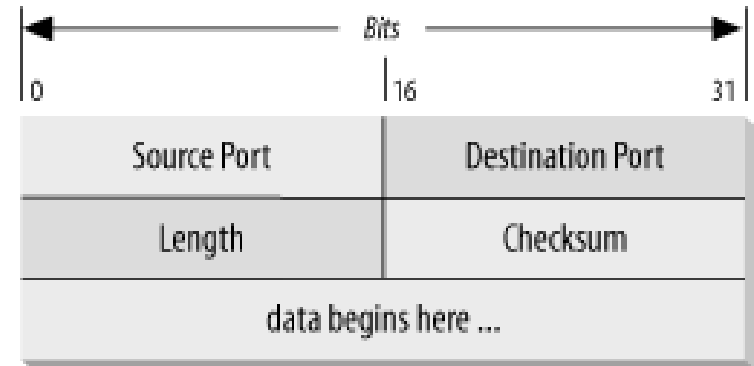 Bits
0 16 31
Source Port Destination Port
Length Checksum
data begins here ...